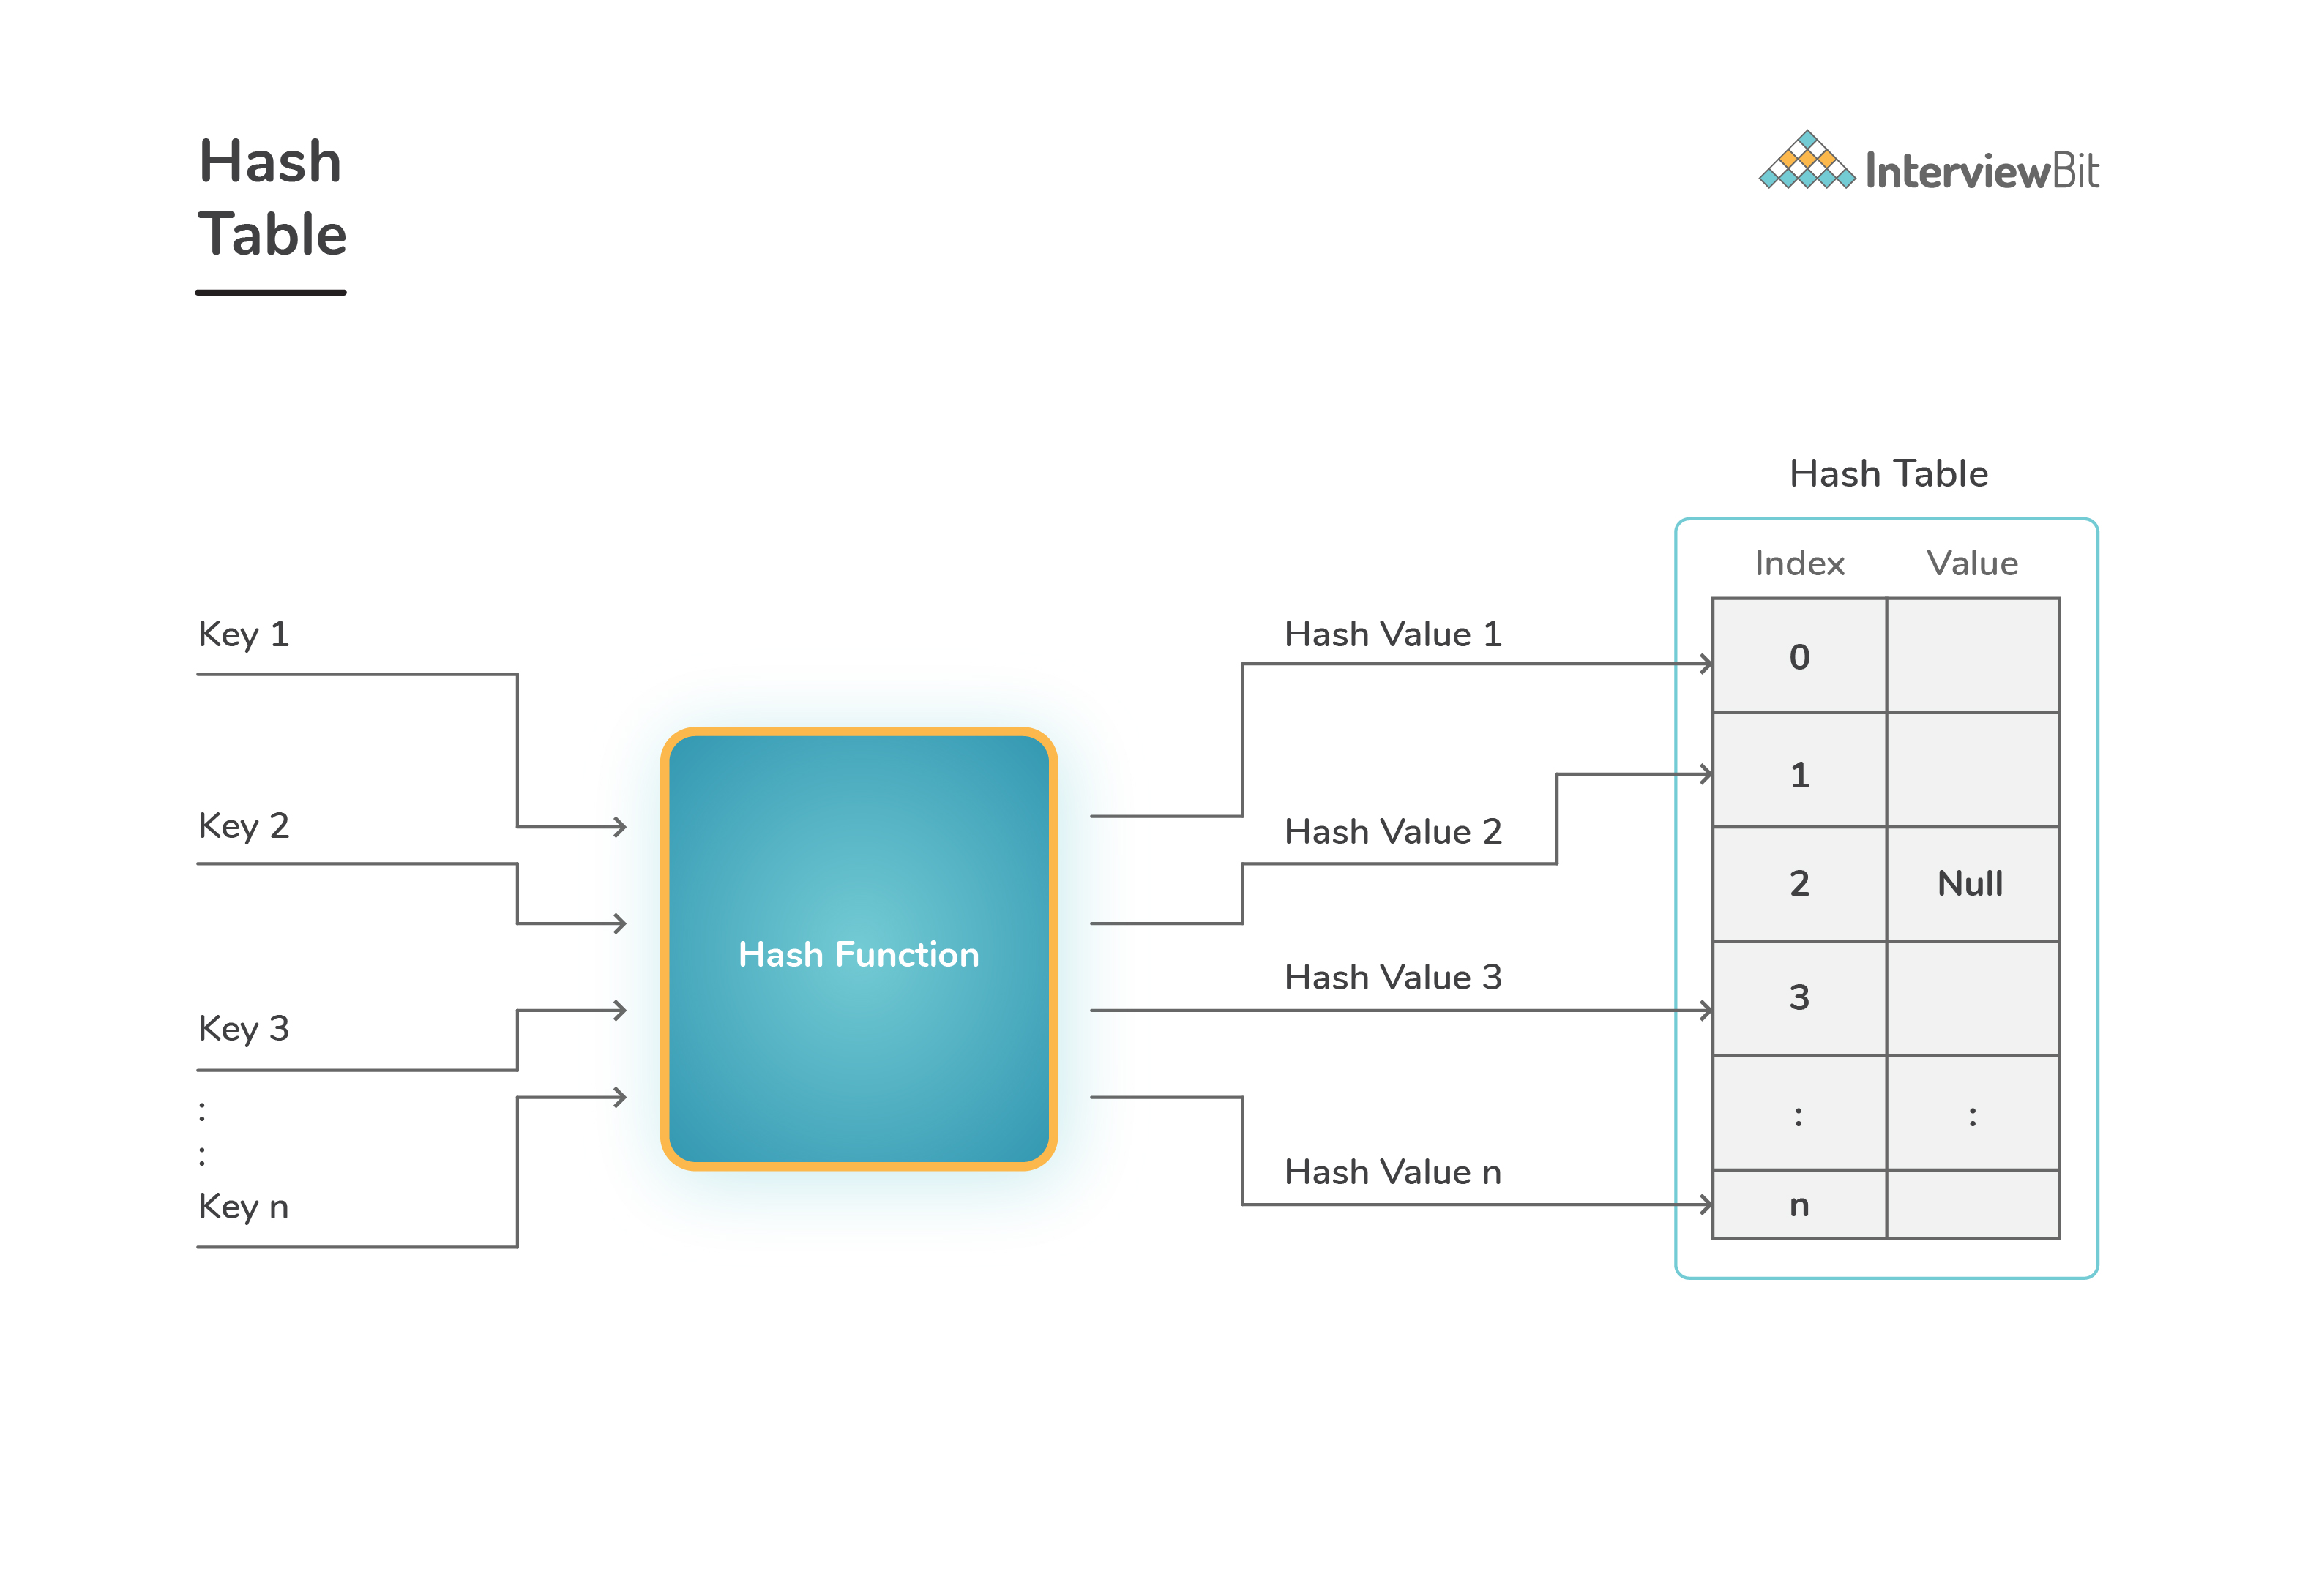 Hash
Table
InterviewBit
Hash Table
Index Value
Key 1
Key 2
Key 3
:
:
Key n
Hash Function
Hash Value 1
Hash Value 2
Hash Value 3
Hash Value n
0
1
2 Null
3
: :
n